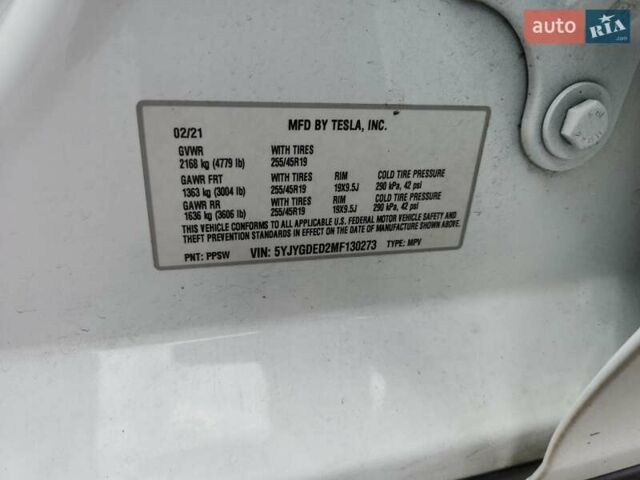 auto RIA.com
02/21 MFD BY TESLA, INC.
GVWR WITH TIRES
2168 kg (4779 lb) 255/45R19
GAWR FRT WITH TIRES RIM COLD TIRE PRESSURE
1363 kg (3004 lb) 255/45R19 19X9.5J 290 kPa, 42 psi
GAWR RR WITH TIRES RIM COLD TIRE PRESSURE
1636 kg (3606 lb) 255/45R19 19X9.5J 290 kPa, 42 psi
THIS VEHICLE CONFORMS TO ALL APPLICABLE U.S. FEDERAL MOTOR VEHICLE SAFETY AND
THEFT PREVENTION STANDARDS IN EFFECT ON THE DATE OF MANUFACTURE SHOWN ABOVE.
PNT: PPSW VIN: 5YJYGDED2MF130273 TYPE: MPV